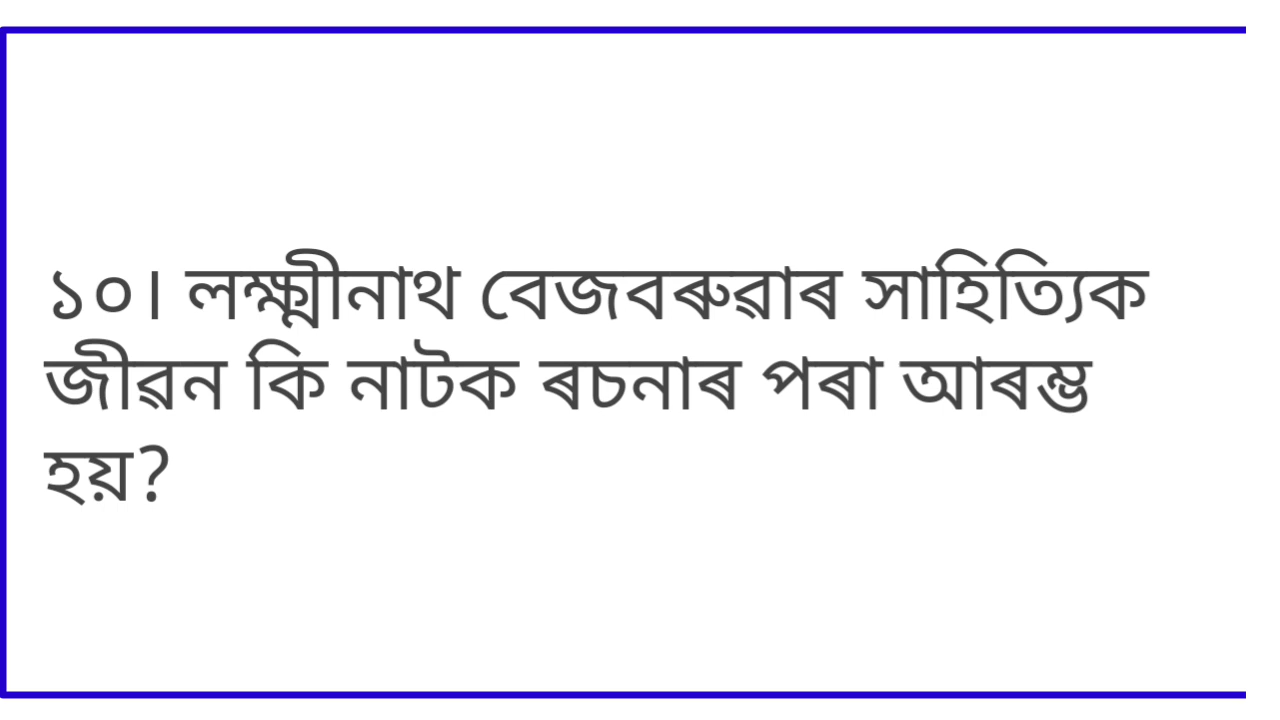 ১০। লক্ষ্মীনাথ বেজবৰুৱাৰ সাহিত্যিক
জীৱন কি নাটক ৰচনাৰ পৰা আৰম্ভ
হয়?